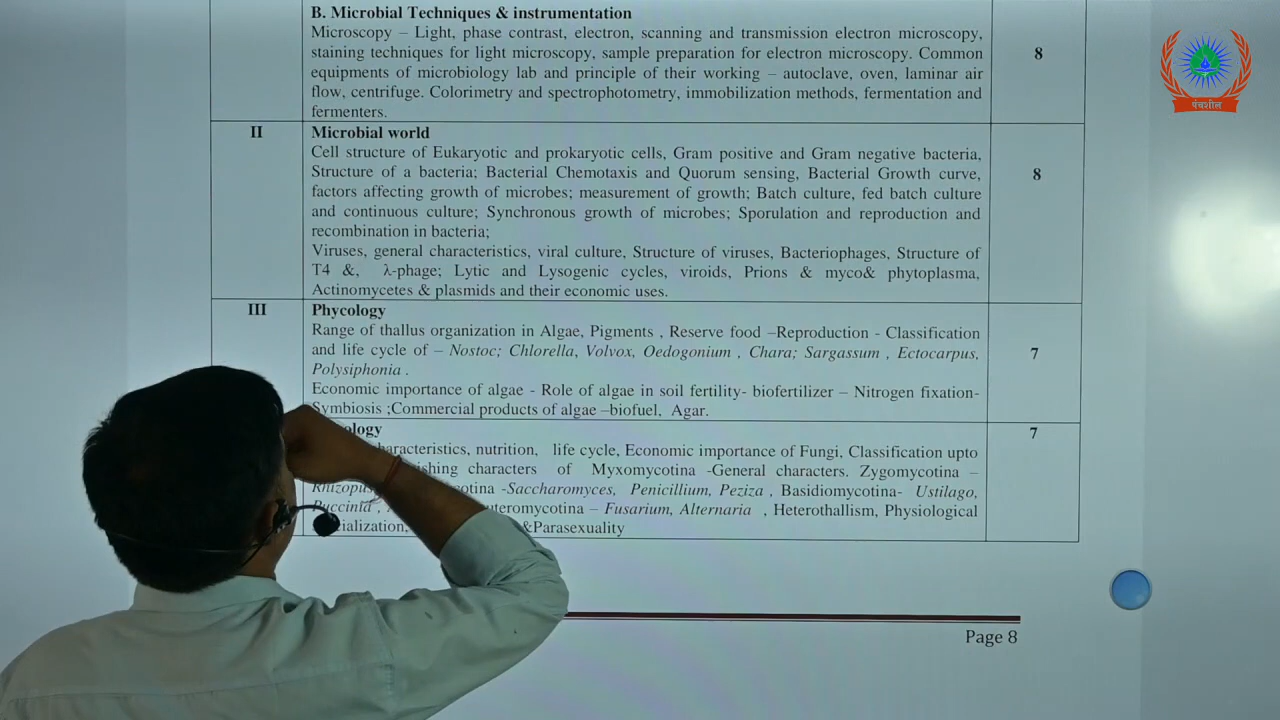 B. Microbial Techniques & instrumentation
Microscopy – Light, phase contrast, electron, scanning and transmission electron microscopy,
staining techniques for light microscopy, sample preparation for electron microscopy. Common
equipments of microbiology lab and principle of their working – autoclave, oven, laminar air
flow, centrifuge. Colorimetry and spectrophotometry, immobilization methods, fermentation and
fermenters.
8
II
Microbial world
Cell structure of Eukaryotic and prokaryotic cells, Gram positive and Gram negative bacteria,
Structure of a bacteria; Bacterial Chemotaxis and Quorum sensing, Bacterial Growth curve,
factors affecting growth of microbes; measurement of growth; Batch culture, fed batch culture
and continuous culture; Synchronous growth of microbes; Sporulation and reproduction and
recombination in bacteria;
Viruses, general characteristics, viral culture, Structure of viruses, Bacteriophages, Structure of
T4 &, λ-phage; Lytic and Lysogenic cycles, viroids, Prions & myco& phytoplasma,
Actinomycetes & plasmids and their economic uses.
8
III
Phycology
Range of thallus organization in Algae, Pigments , Reserve food –Reproduction - Classification
and life cycle of – Nostoc; Chlorella, Volvox, Oedogonium , Chara; Sargassum , Ectocarpus,
Polysiphonia .
Economic importance of algae - Role of algae in soil fertility- biofertilizer – Nitrogen fixation-
Symbiosis ;Commercial products of algae –biofuel, Agar.
7
nutrition, life cycle, Economic importance of Fungi, Classification upto
characters of Myxomycotina -General characters. Zygomycotina –
-Saccharomyces, Penicillium, Peziza , Basidiomycotina- Ustilago,
– Fusarium, Alternaria , Heterothallism, Physiological
&Parasexuality
7
Page 8
पंचशील